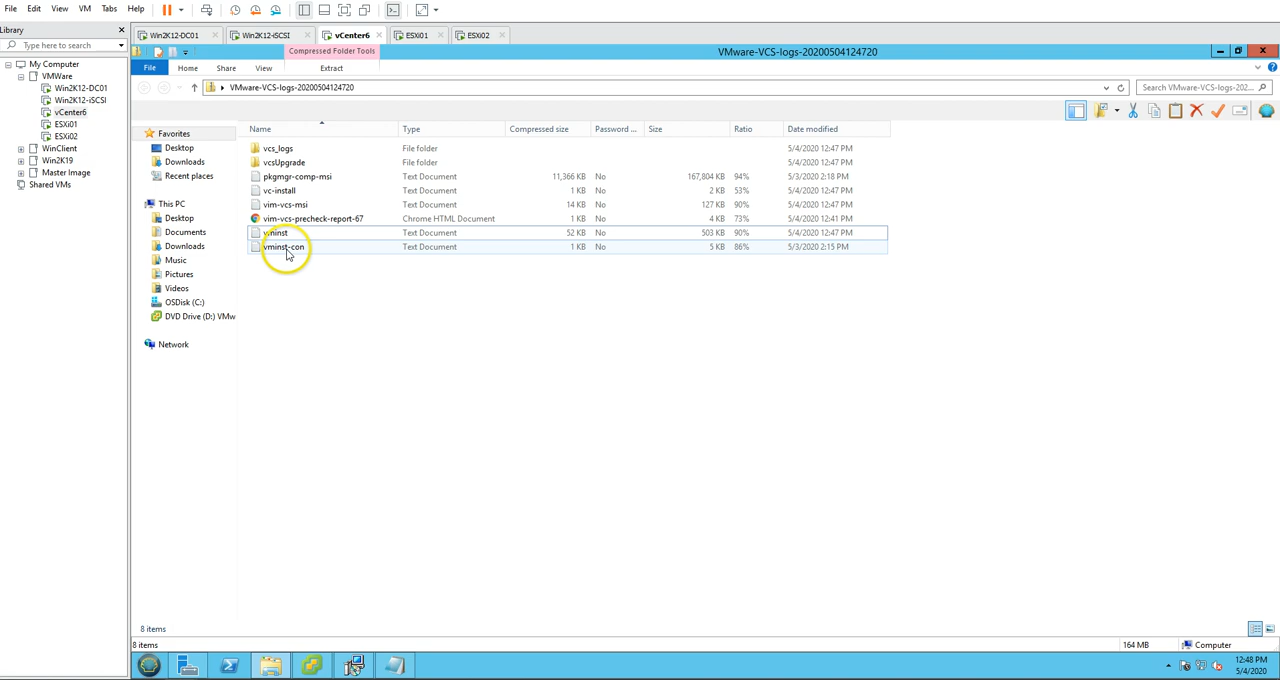 File Edit View VM Tabs Help
Library
Type here to search
My Computer
VMWare
Win2K12-DC01
Win2K12-iSCSI
vCenter6
ESXi01
ESXi02
WinClient
Win2K19
Master Image
Shared VMs
Win2K12-DC01 Win2K12-iSCSI vCenter6 ESXi01 ESXi02
Compressed Folder Tools VMware-VCS-logs-20200504124720
File Home Share View Extract
VMware-VCS-logs-20200504124720 Search VMware-VCS-logs-202...
Favorites
Desktop
Downloads
Recent places
This PC
Desktop
Documents
Downloads
Music
Pictures
Videos
OSDisk (C:)
DVD Drive (D:) VMw
Network
Name Type Compressed size Password ... Size Ratio Date modified
vcs_logs File folder 5/4/2020 12:47 PM
vcsUpgrade File folder 5/4/2020 12:47 PM
pkgmgr-comp-msi Text Document 11,366 KB No 167,804 KB 94% 5/3/2020 2:18 PM
vc-install Text Document 1 KB No 2 KB 53% 5/4/2020 12:47 PM
vim-vcs-msi Text Document 14 KB No 127 KB 90% 5/4/2020 12:47 PM
vim-vcs-precheck-report-67 Chrome HTML Document 1 KB No 4 KB 73% 5/4/2020 12:41 PM
vminst Text Document 52 KB No 503 KB 90% 5/4/2020 12:47 PM
vminst-con Text Document 1 KB No 5 KB 86% 5/3/2020 2:15 PM
8 items
8 items 164 MB Computer
12:48 PM
5/4/2020